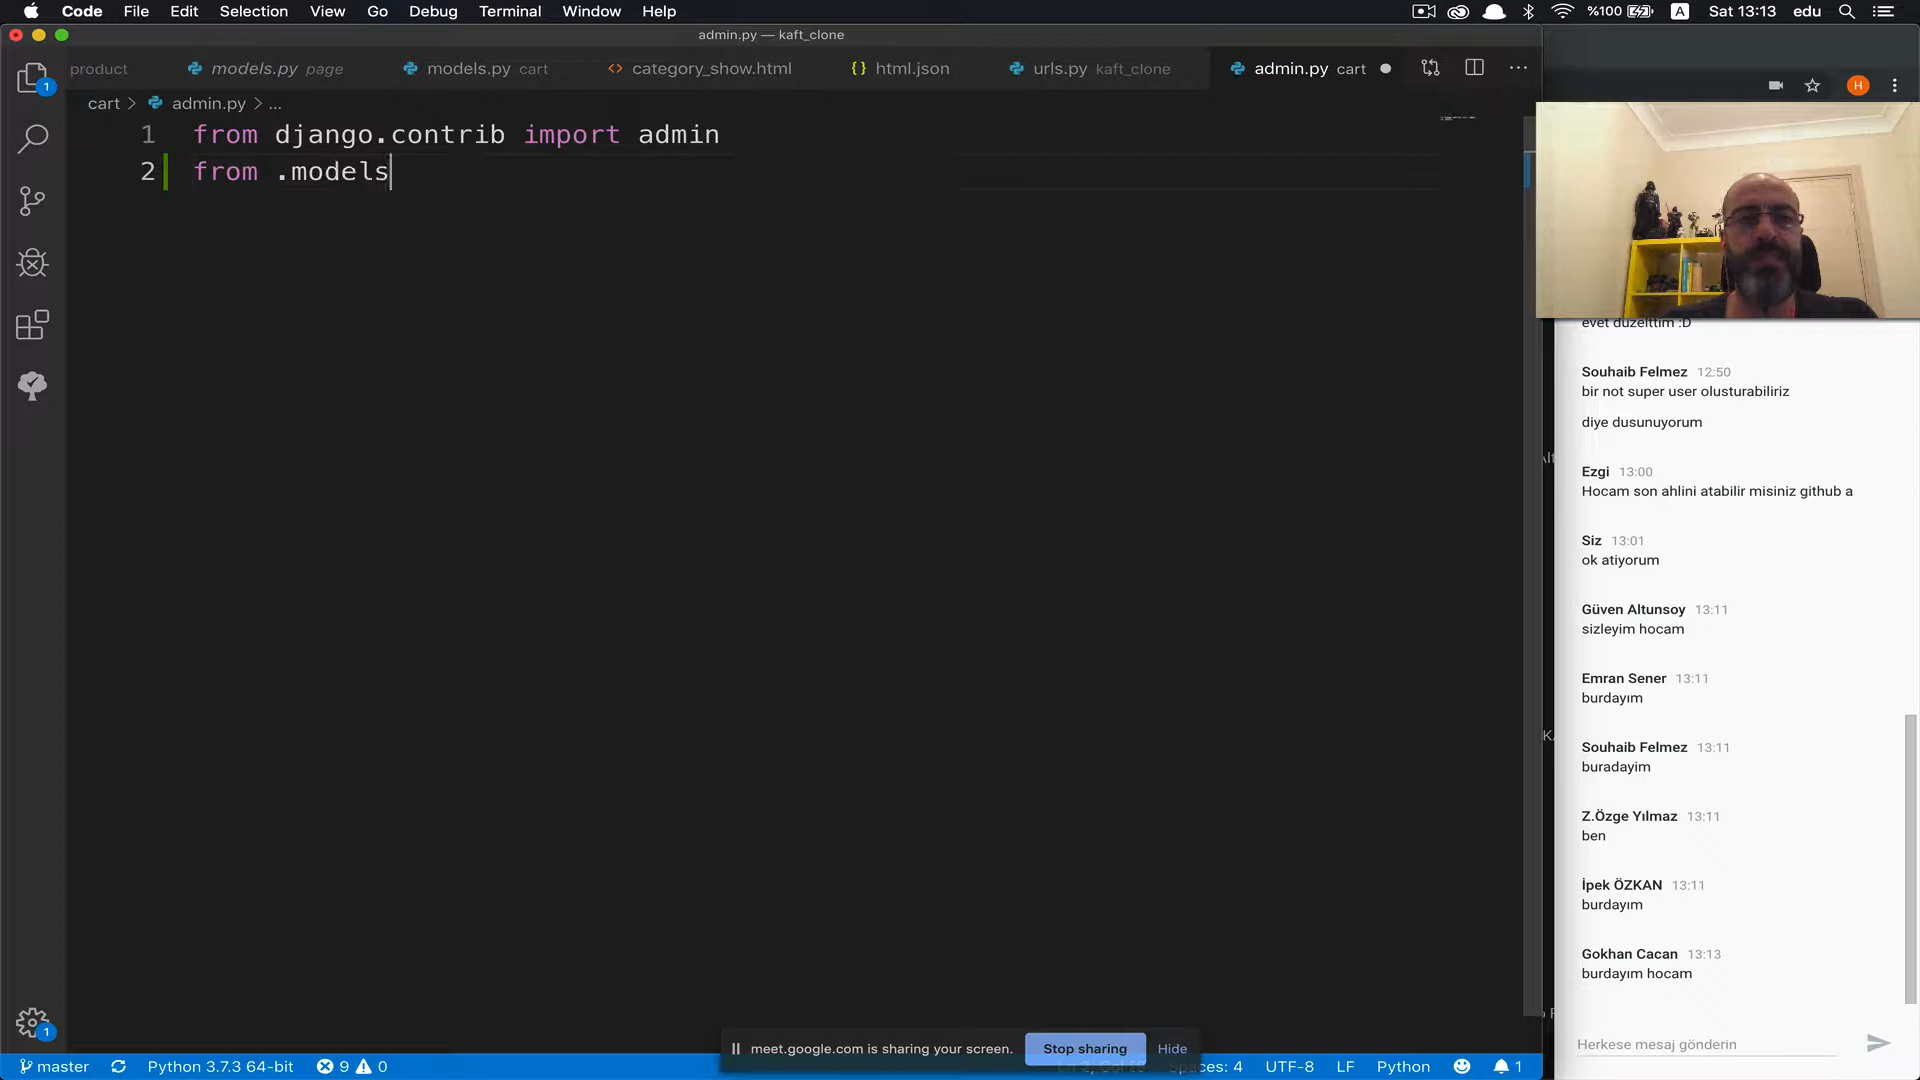 Code File Edit Selection View Go Debug Terminal Window Help
%100 A Sat 13:13 edu
admin.py — kaft_clone
product models.py page models.py cart category_show.html {} html.json urls.py kaft_clone admin.py cart
cart > admin.py > ...
1 from django.contrib import admin
2 from .models
H
evet düzelttim :D
Souhaib Felmez 12:50
bir not super user olusturabiliriz
diye dusunuyorum
Ezgi 13:00
Hocam son ahlini atabilir misiniz github a
Siz 13:01
ok atiyorum
Güven Altunsoy 13:11
sizleyim hocam
Emran Sener 13:11
burdayım
Souhaib Felmez 13:11
buradayim
Z.Özge Yılmaz 13:11
ben
İpek ÖZKAN 13:11
burdayım
Gokhan Cacan 13:13
burdayım hocam
Herkese mesaj gönderin
1
1
meet.google.com is sharing your screen. Stop sharing Hide
master Python 3.7.3 64-bit 9 0 Spaces: 4 UTF-8 LF Python 1